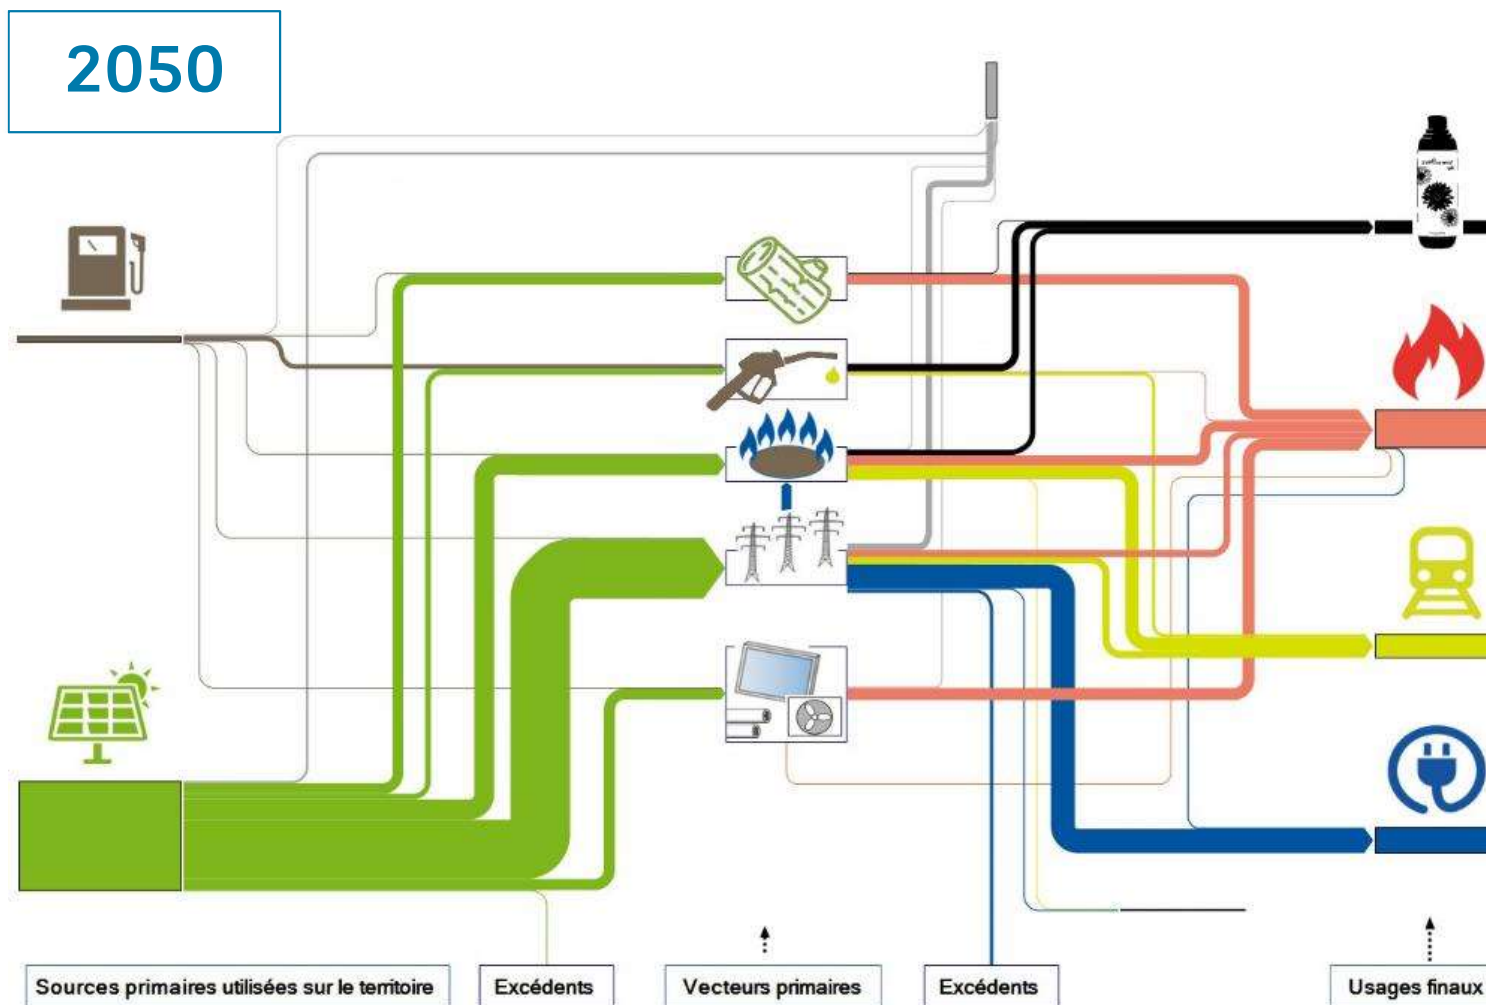 2050
Sources primaires utilisées sur le territoire
Excédents
Vecteurs primaires
Excédents
Usages finaux